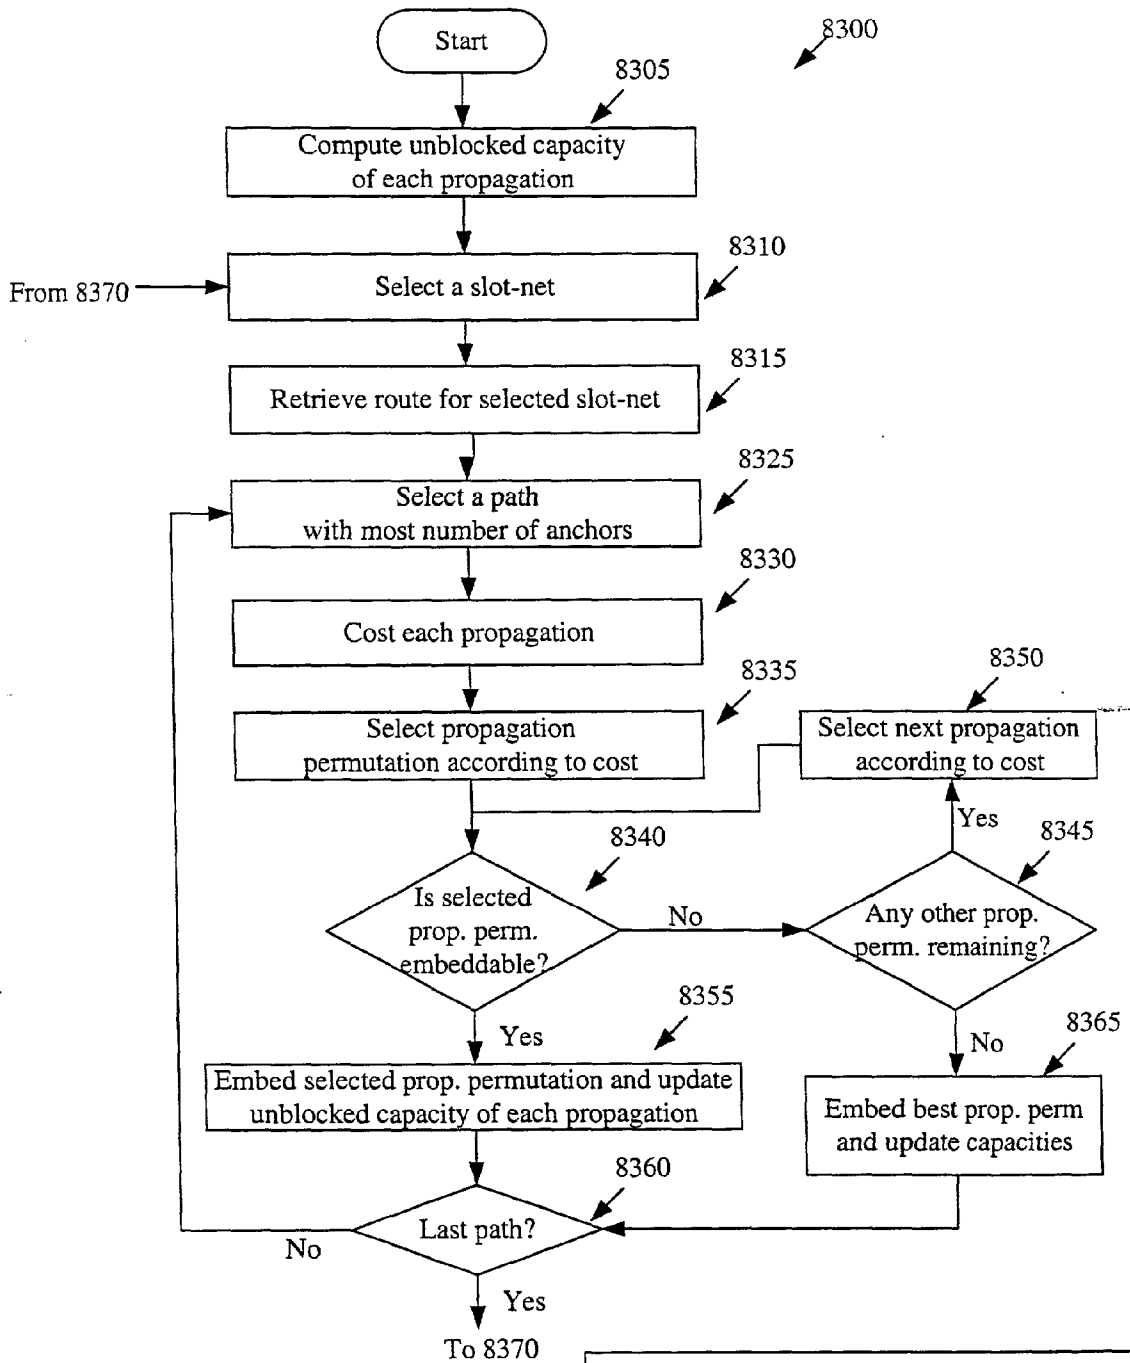 Start
8300
8305
Compute unblocked capacity
of each propagation
8310
From 8370
Select a slot-net
8315
Retrieve route for selected slot-net
8325
Select a path
with most number of anchors
8330
Cost each propagation
8335
Select propagation
permutation according to cost
8350
Select next propagation
according to cost
Yes
8340
Is selected
prop. perm.
embeddable?
No
8345
Any other prop.
perm. remaining?
Yes
8355
Embed selected prop. permutation and update
unblocked capacity of each propagation
No
8365
Embed best prop. perm
and update capacities
8360
Last path?
No
Yes
To 8370